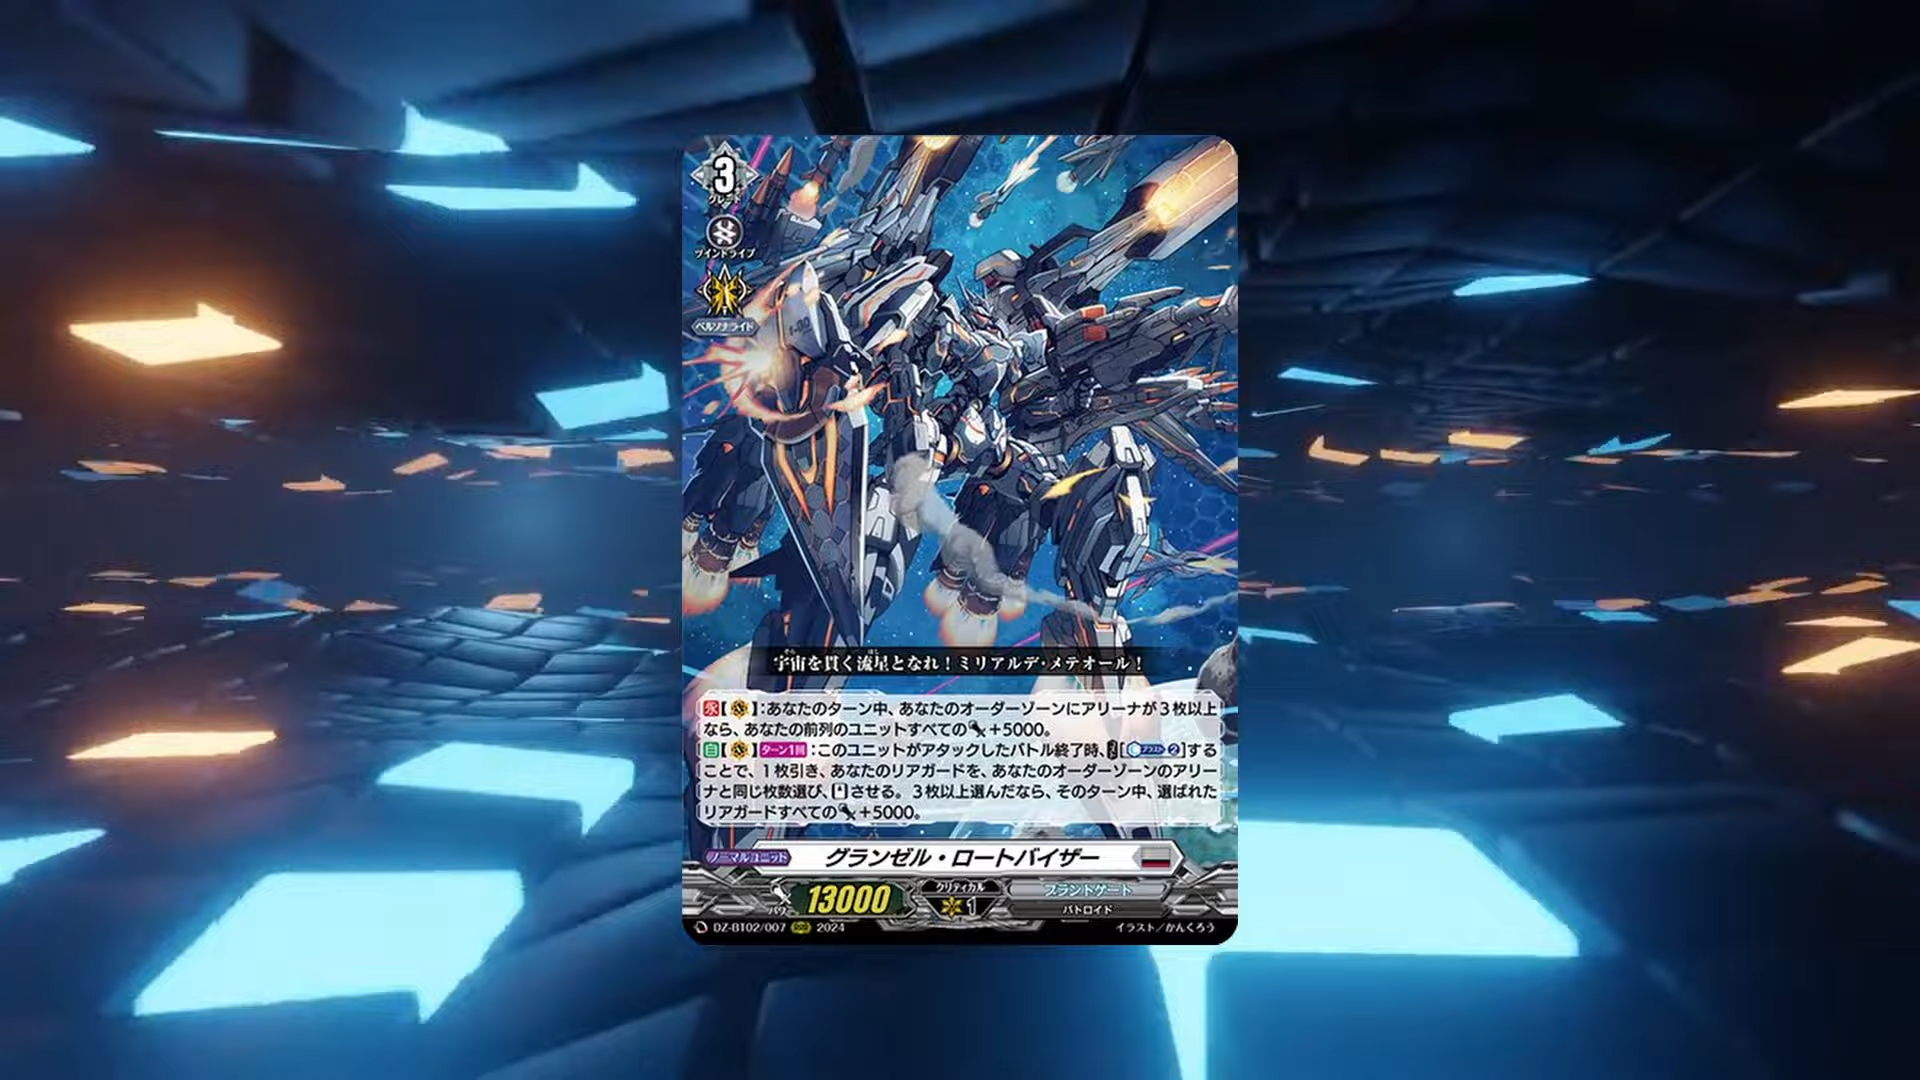 3
グレード
ツインドライブ
ペルソナライド
宇宙を貫く流星となれ！ミリアルデ・メテオール！
永【】：あなたのターン中、あなたのオーダーゾーンにアリーナが３枚以上
なら、あなたの前列のユニットすべての＋5000。
自【】ターン1回：このユニットがアタックしたバトル終了時、[ブラスト2]する
ことで、１枚引き、あなたのリアガードを、あなたのオーダーゾーンのアリー
ナと同じ枚数選び、させる。３枚以上選んだなら、そのターン中、選ばれた
リアガードすべての＋5000。
ノーマルユニット
グランゼル・ロートバイザー
パワー 13000
クリティカル
1
ブラントゲート
バトロイド
DZ-BT02/007 RRR 2024
イラスト／かんくろう